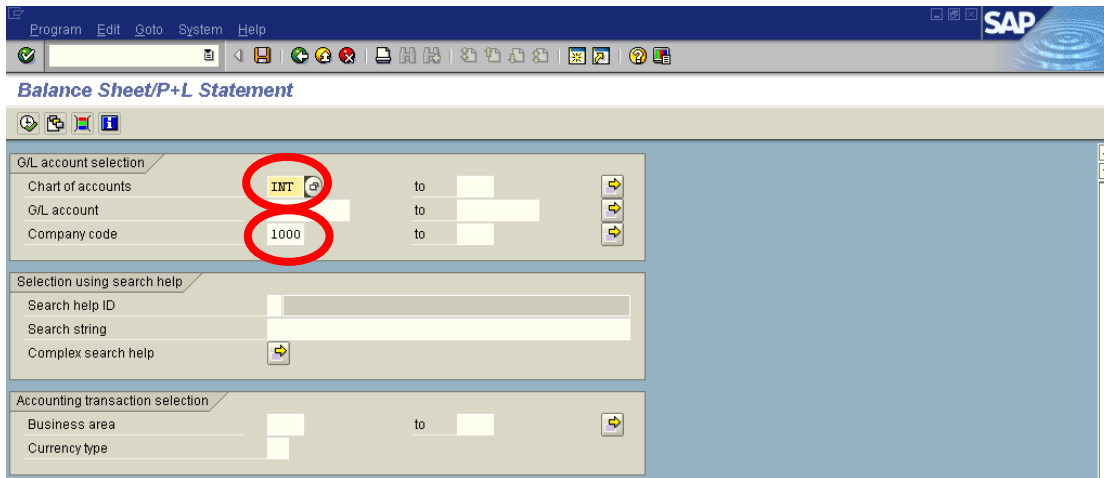 Program Edit Goto System Help
SAP
Balance Sheet/P+L Statement
G/L account selection
Chart of accounts INT to
G/L account to
Company code 1000 to
Selection using search help
Search help ID
Search string
Complex search help
Accounting transaction selection
Business area to
Currency type